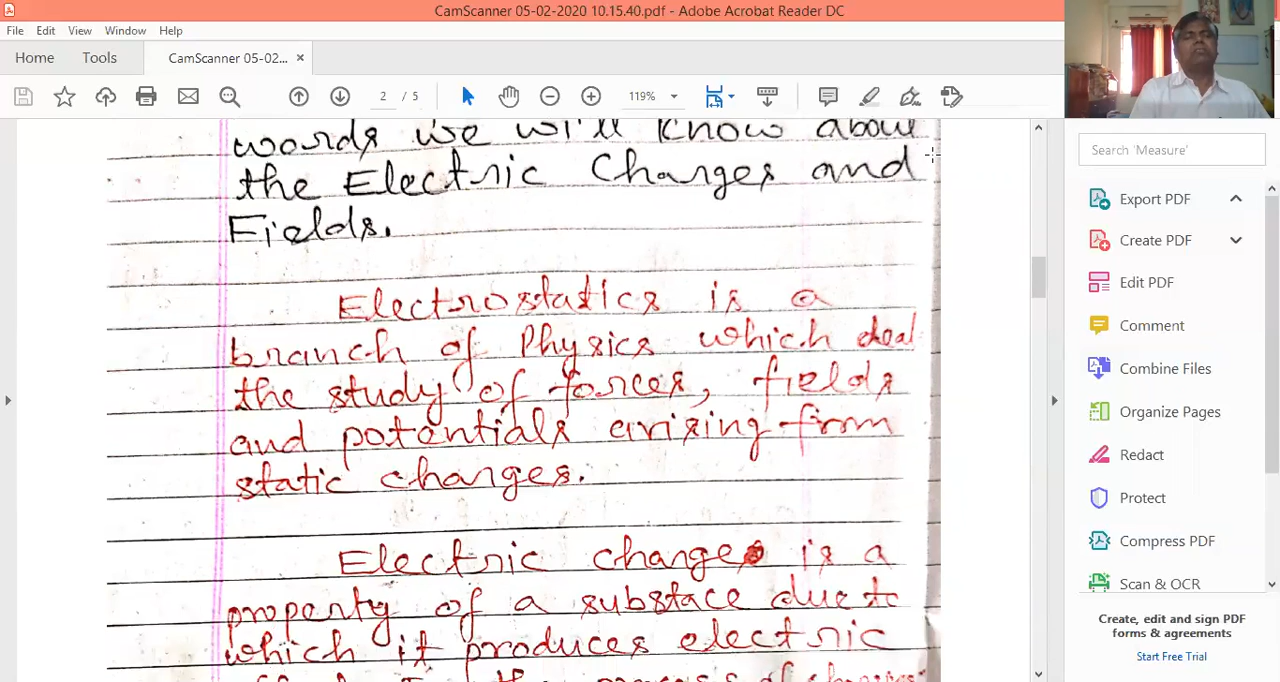 CamScanner 05-02-2020 10.15.40.pdf - Adobe Acrobat Reader DC
File Edit View Window Help
Home Tools CamScanner 05-02... ×
2 / 5 119%
words we will know about
the Electric Charges and
Fields.
Electrostatics is a
branch of Physics which deal
the study of forces, fields
and potentials arising from
static charges.
Electric charge is a
property of a substace due to
which it produces electric
process of charges
Search 'Measure'
Export PDF
Create PDF
Edit PDF
Comment
Combine Files
Organize Pages
Redact
Protect
Compress PDF
Scan & OCR
Convert, edit and sign PDF
forms & agreements
Start Free Trial